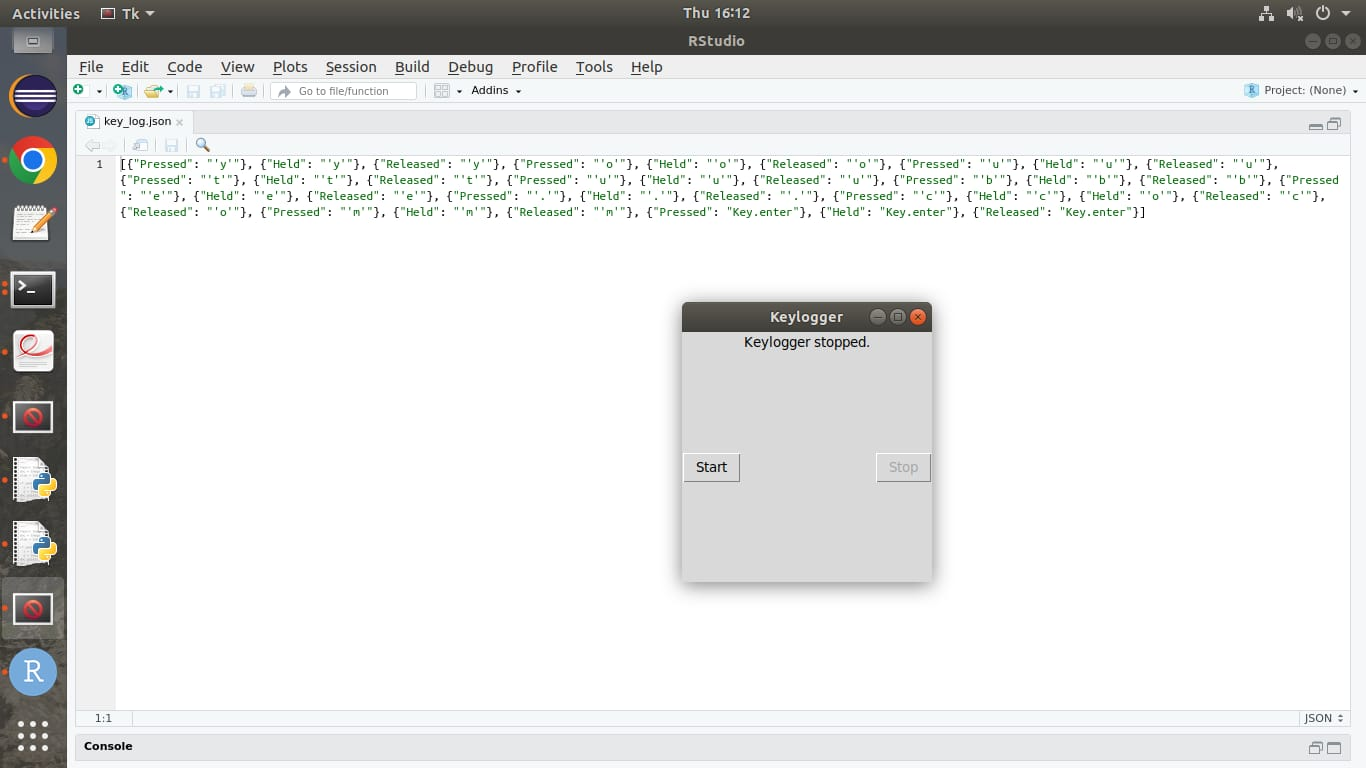 Activities Tk Thu 16:12
RStudio
File Edit Code View Plots Session Build Debug Profile Tools Help
Go to file/function Addins Project: (None)
key_log.json
1 [{"Pressed": "'y'"}, {"Held": "'y'"}, {"Released": "'y'"}, {"Pressed": "'o'"}, {"Held": "'o'"}, {"Released": "'o'"}, {"Pressed": "'u'"}, {"Held": "'u'"}, {"Released": "'u'"},
{"Pressed": "'t'"}, {"Held": "'t'"}, {"Released": "'t'"}, {"Pressed": "'u'"}, {"Held": "'u'"}, {"Released": "'u'"}, {"Pressed": "'b'"}, {"Held": "'b'"}, {"Released": "'b'"}, {"Pressed
": "'e'"}, {"Held": "'e'"}, {"Released": "'e'"}, {"Pressed": "'.'"}, {"Held": "'.'"}, {"Released": "'.'"}, {"Pressed": "'c'"}, {"Held": "'c'"}, {"Held": "'o'"}, {"Released": "'c'"},
{"Released": "'o'"}, {"Pressed": "'m'"}, {"Held": "'m'"}, {"Released": "'m'"}, {"Pressed": "Key.enter"}, {"Held": "Key.enter"}, {"Released": "Key.enter"}]
Keylogger
Keylogger stopped.
Start Stop
R
1:1 JSON
Console